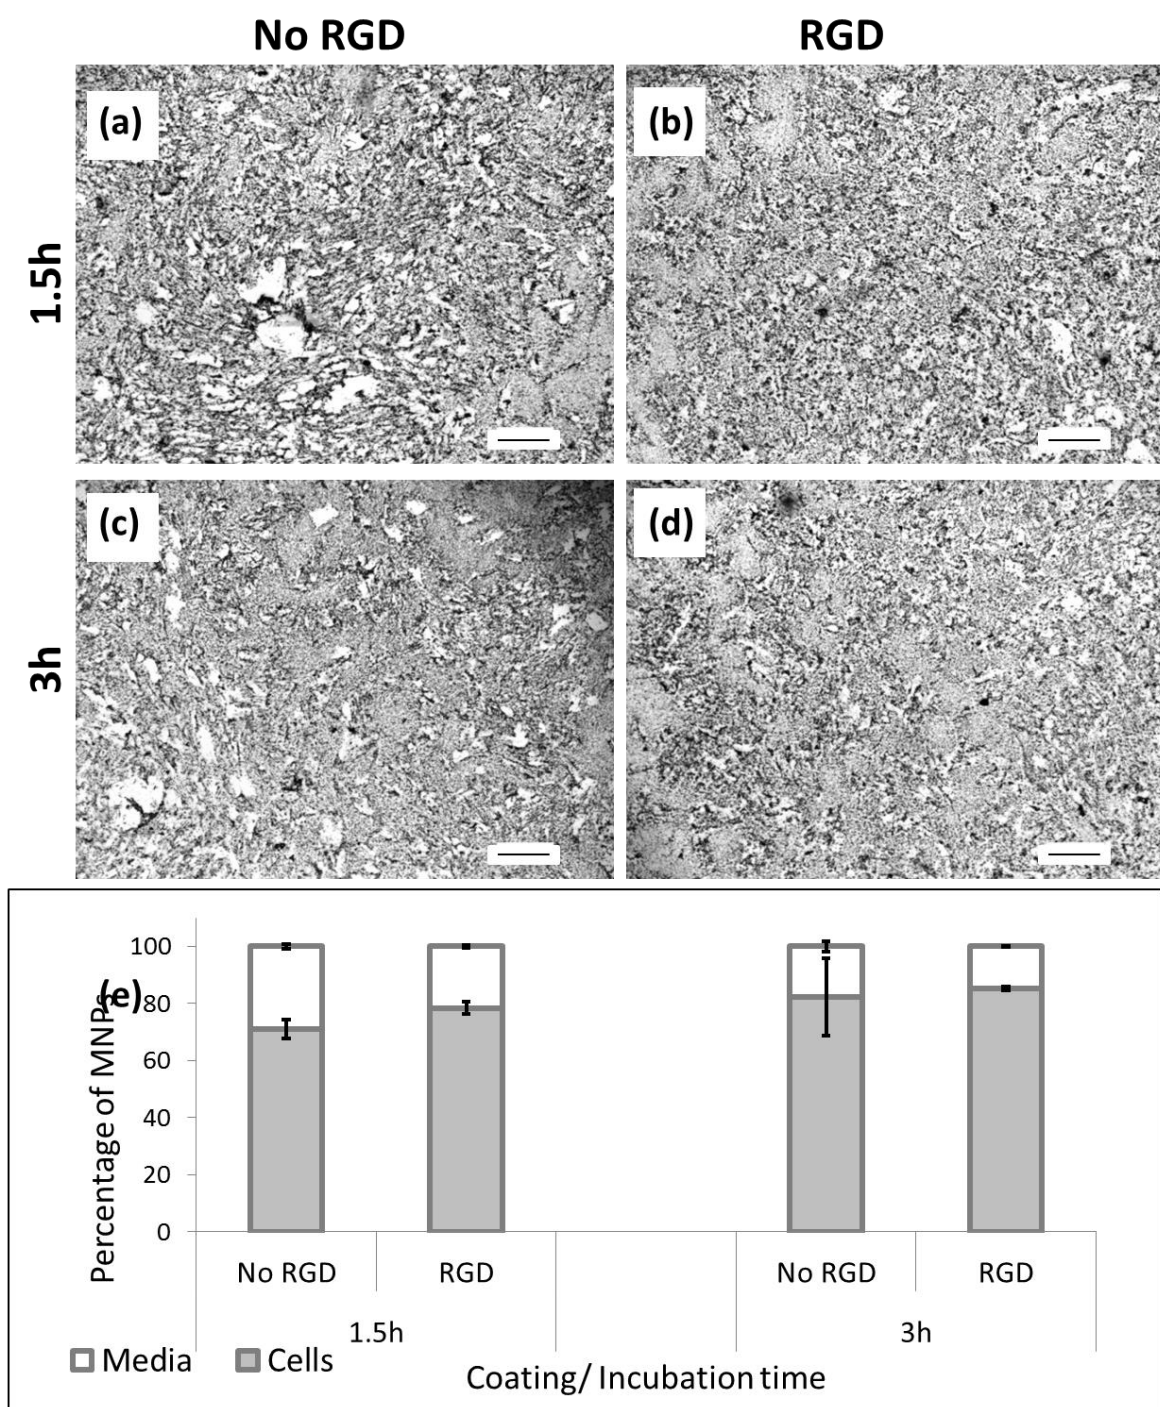 No RGD RGD
(a) (b)
1.5h
(c) (d)
3h
(e)
Percentage of MNPs
100
80
60
40
20
0
No RGD RGD No RGD RGD
1.5h 3h
Media Cells
Coating/ Incubation time